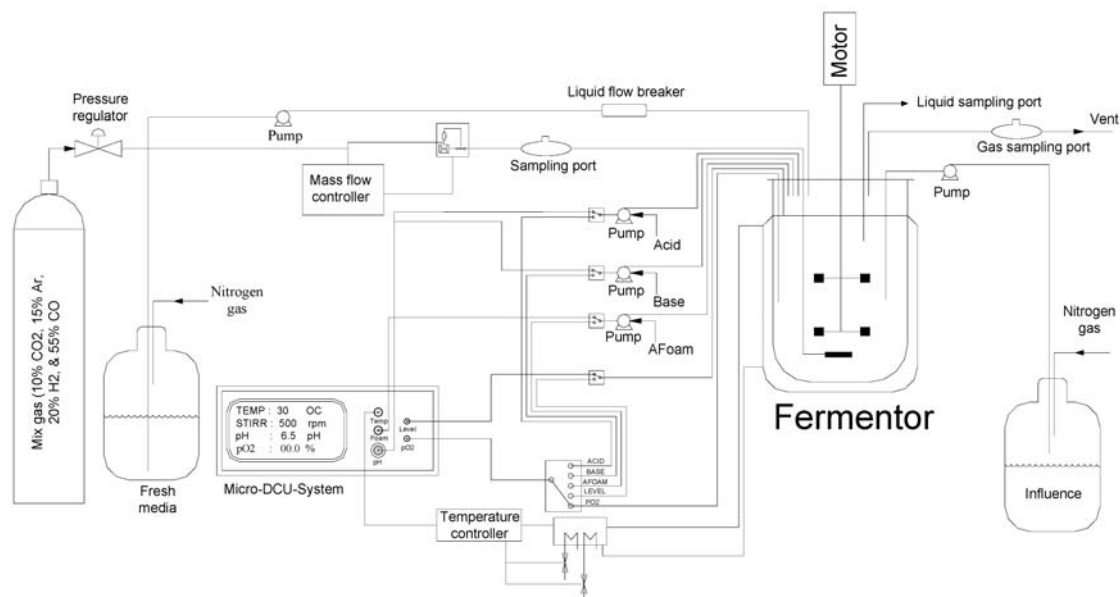 Motor
Liquid flow breaker
Pressure
regulator
Pump
Liquid sampling port
Vent
Gas sampling port
Sampling port
Mass flow
controller
Pump
Pump
Acid
Mix gas (10% CO2, 15% Ar,
20% H2, & 55% CO
Nitrogen
gas
Pump
Base
Nitrogen
gas
Pump
AFoam
Fermentor
TEMP : 30 OC
STIRR : 500 rpm
pH : 6.5 pH
pO2 : 00.0 %
Temp
Foam
pH
Level
pO2
ACID
BASE
AFOAM
LEVEL
PO2
Micro-DCU-System
Fresh
media
Influence
Temperature
controller